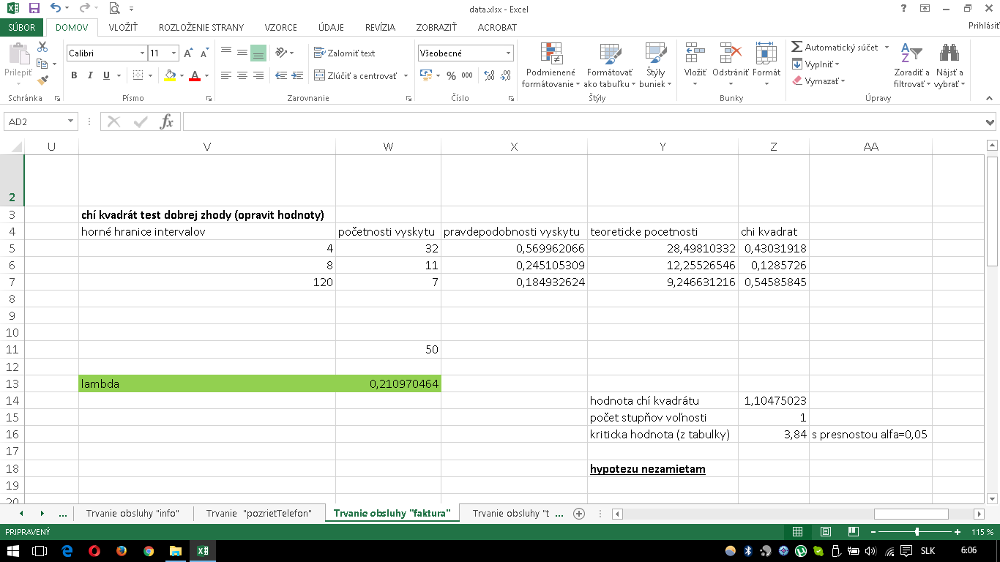 data.xlsx - Excel
?
SÚBOR DOMOV VLOŽIŤ ROZLOŽENIE STRANY VZORCE ÚDAJE REVÍZIA ZOBRAZIŤ ACROBAT Prihlásiť
Prilepiť
Schránka
Calibri 11
B I U
Písmo
Zalomiť text
Zlúčiť a centrovať
Zarovnanie
Všeobecné
% 000
Číslo
Podmienené formátovanie
Formátovať ako tabuľku
Štýly buniek
Štýly
Vložiť Odstrániť Formát
Bunky
Automatický súčet
Vyplniť
Vymazať
Zoradiť a filtrovať
Nájsť a vybrať
Úpravy
AD2 fx
U V W X Y Z AA
2
3 chí kvadrát test dobrej zhody (opravit hodnoty)
4 horné hranice intervalov početnosti vyskytu pravdepodobnosti vyskytu teoreticke pocetnosti chi kvadrat
5 4 32 0,569962066 28,49810332 0,43031918
6 8 11 0,245105309 12,25526546 0,1285726
7 120 7 0,184932624 9,246631216 0,54585845
8
9
10
11 50
12
13 lambda 0,210970464
14 hodnota chí kvadrátu 1,10475023
15 počet stupňov voľnosti 1
16 kriticka hodnota (z tabulky) 3,84 s presnostou alfa=0,05
17
18 hypotezu nezamietam
19
20
... Trvanie obsluhy "info" Trvanie "pozrietTelefon" Trvanie obsluhy "faktura" Trvanie obsluhy "t ...
PRIPRAVENÝ 115 %
SLK 6:06